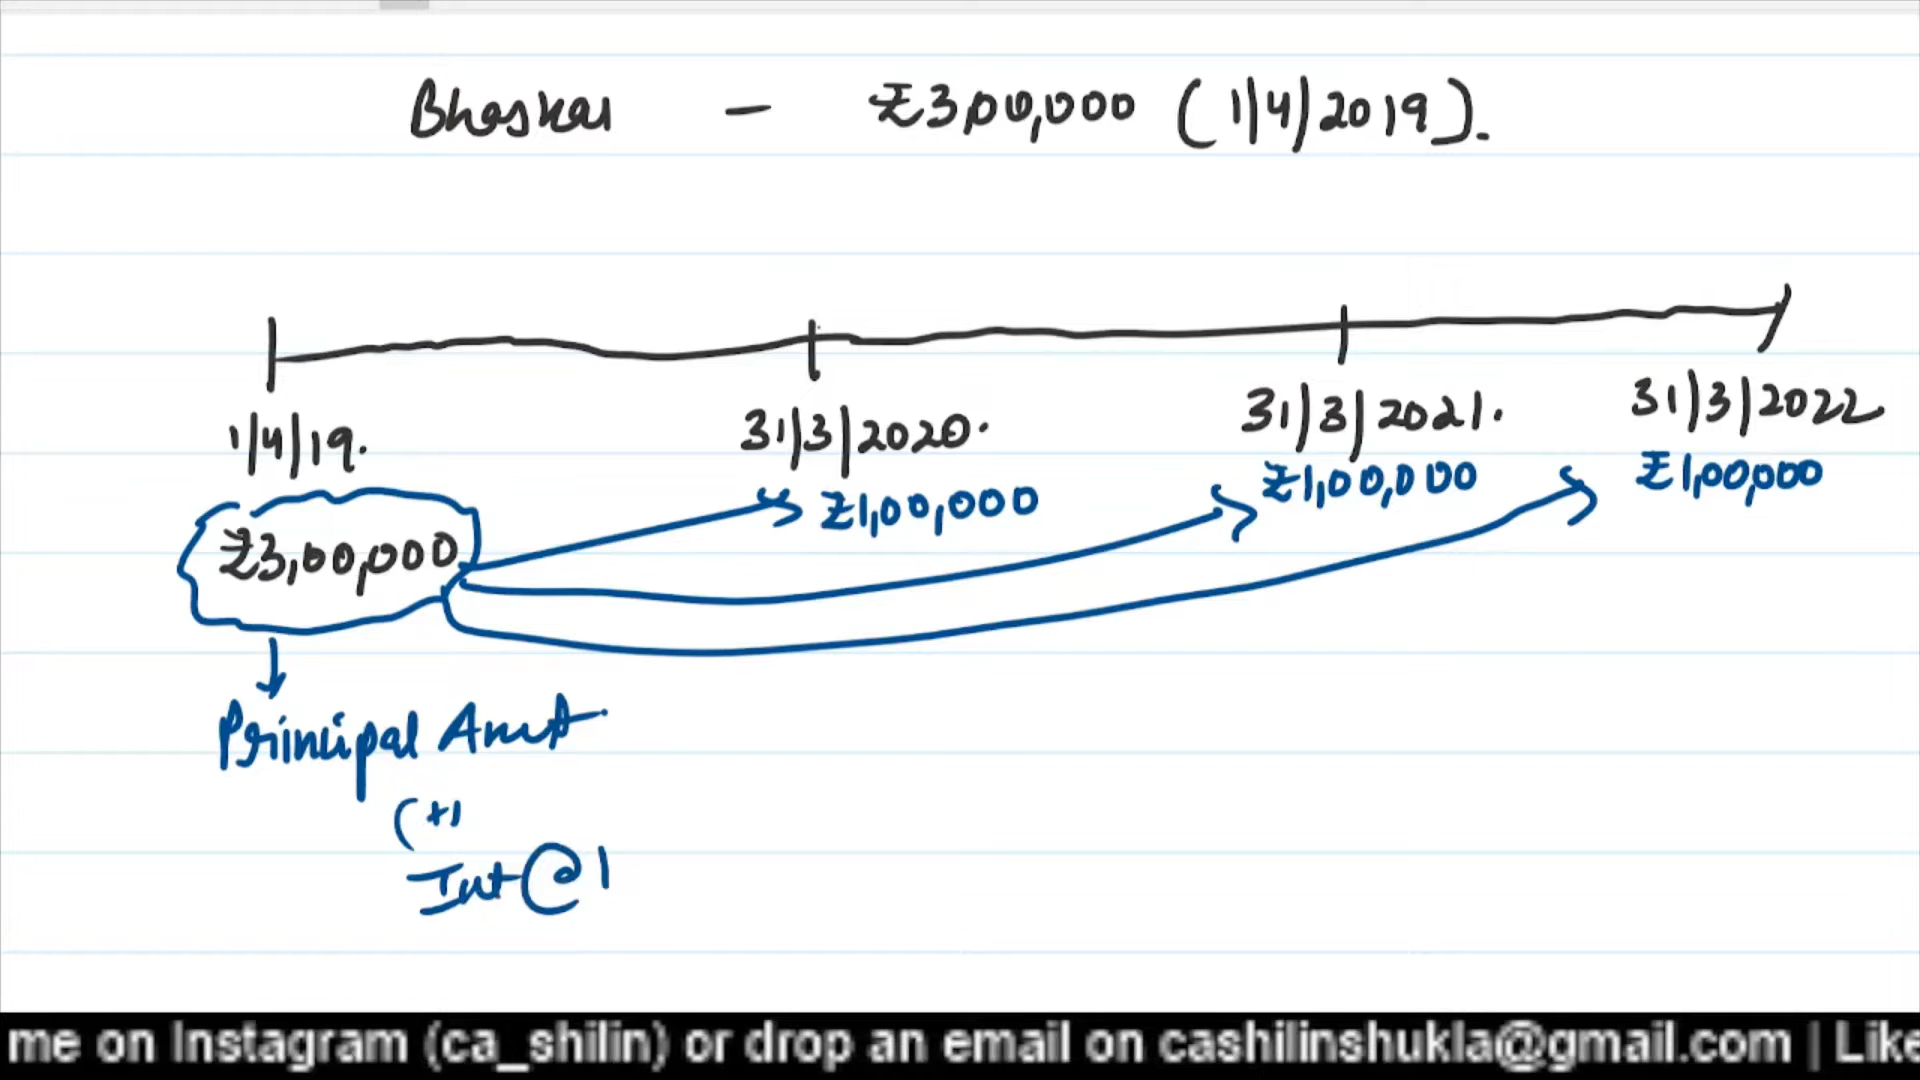 Bhaskar - ₹3,00,000 (1/4/2019).
1/4/19. 31/3/2020. 31/3/2021. 31/3/2022
₹3,00,000 ₹1,00,000 ₹1,00,000 ₹1,00,000
Principal Amt
(+)
Int @ 1
me on Instagram (ca_shilin) or drop an email on cashilinshukla@gmail.com | Like